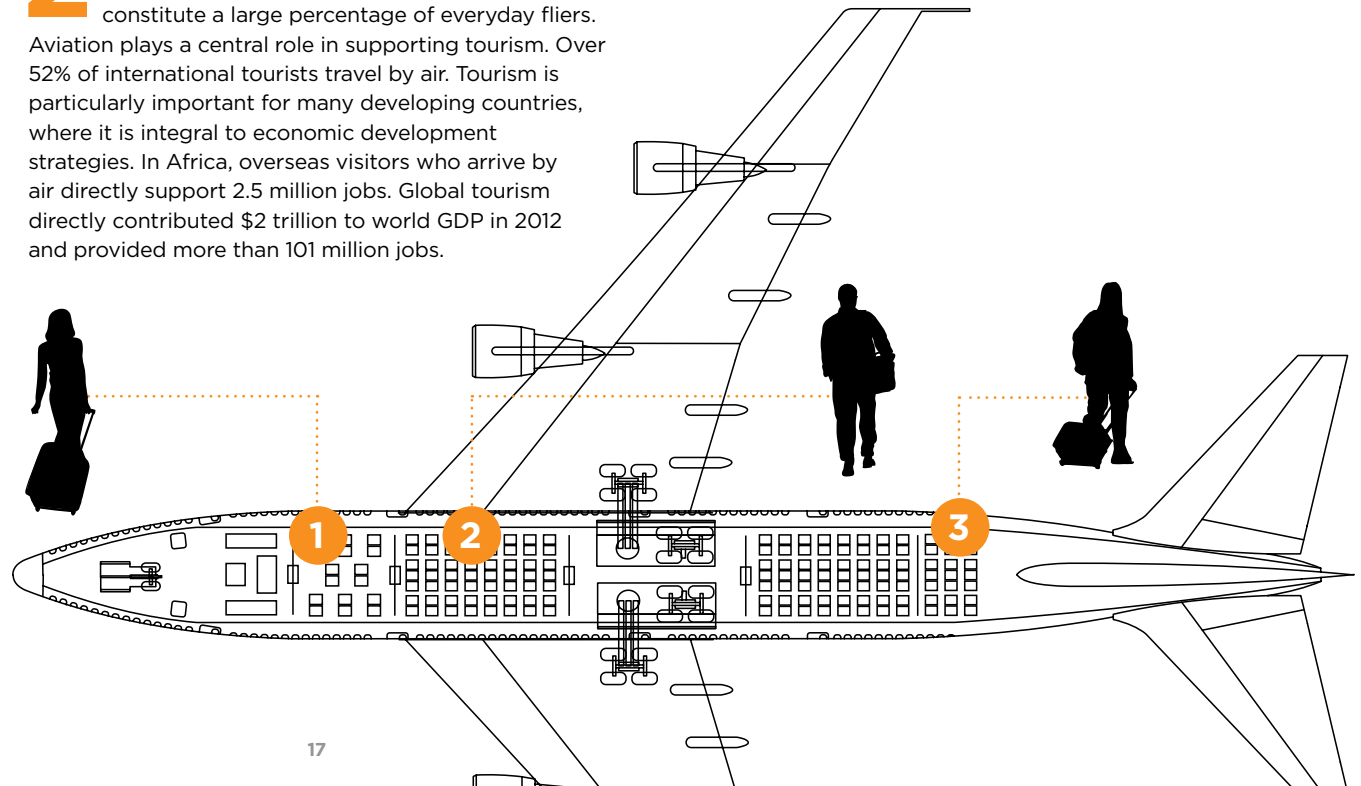 constitute a large percentage of everyday fliers.
Aviation plays a central role in supporting tourism. Over
52% of international tourists travel by air. Tourism is
particularly important for many developing countries,
where it is integral to economic development
strategies. In Africa, overseas visitors who arrive by
air directly support 2.5 million jobs. Global tourism
directly contributed $2 trillion to world GDP in 2012
and provided more than 101 million jobs.
1
2
3
17